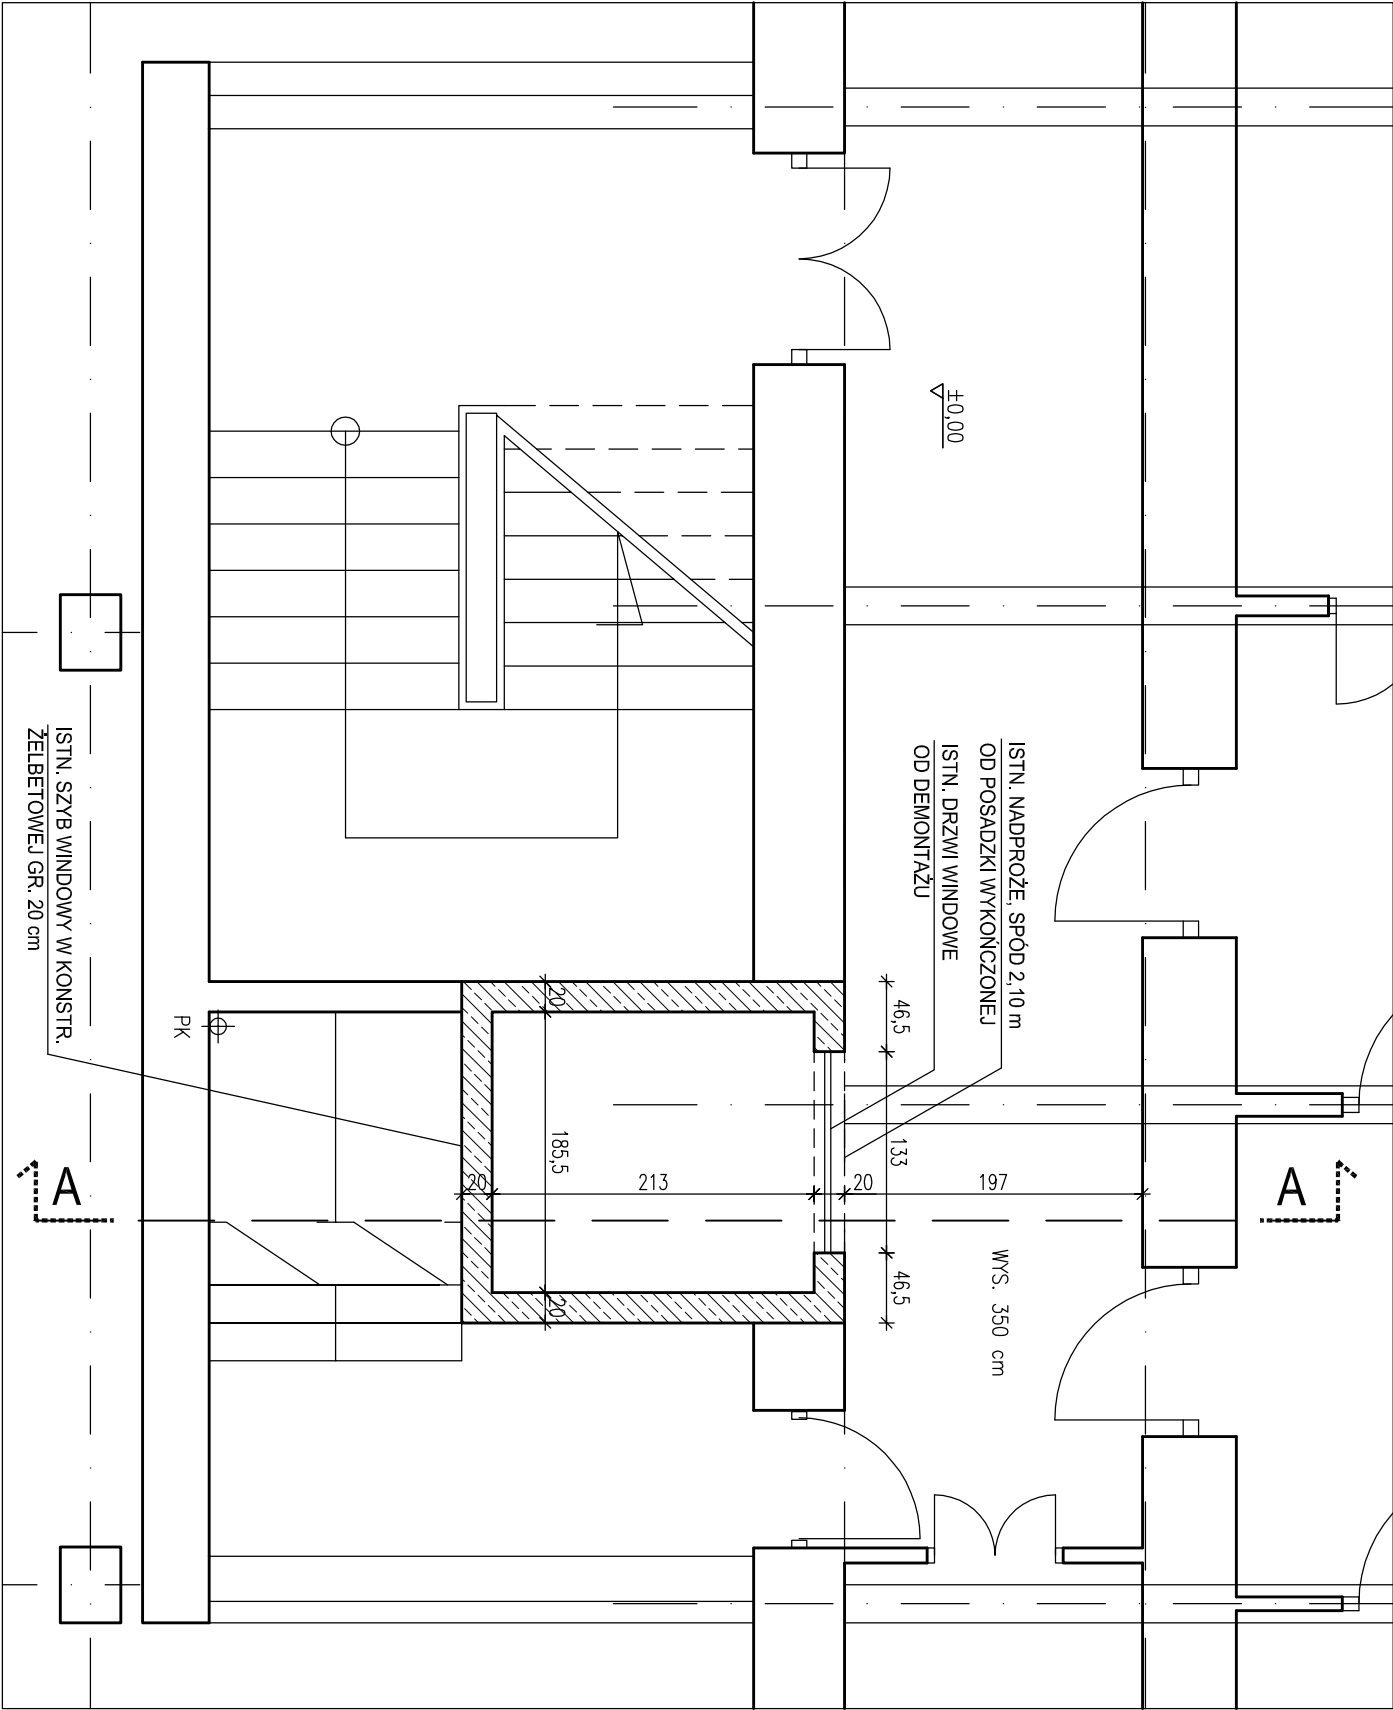 ±0,00
ISTN. NADPROŻE, SPÓD 2,10 m
OD POSADZKI WYKOŃCZONEJ
ISTN. DRZWI WINDOWE
OD DEMONTAŻU
ISTN. SZYB WINDOWY W KONSTR.
ŻELBETOWEJ GR. 20 cm
PK
20
185,5
20
46,5
133
46,5
20
213
20
197
WYS. 350 cm
A
A